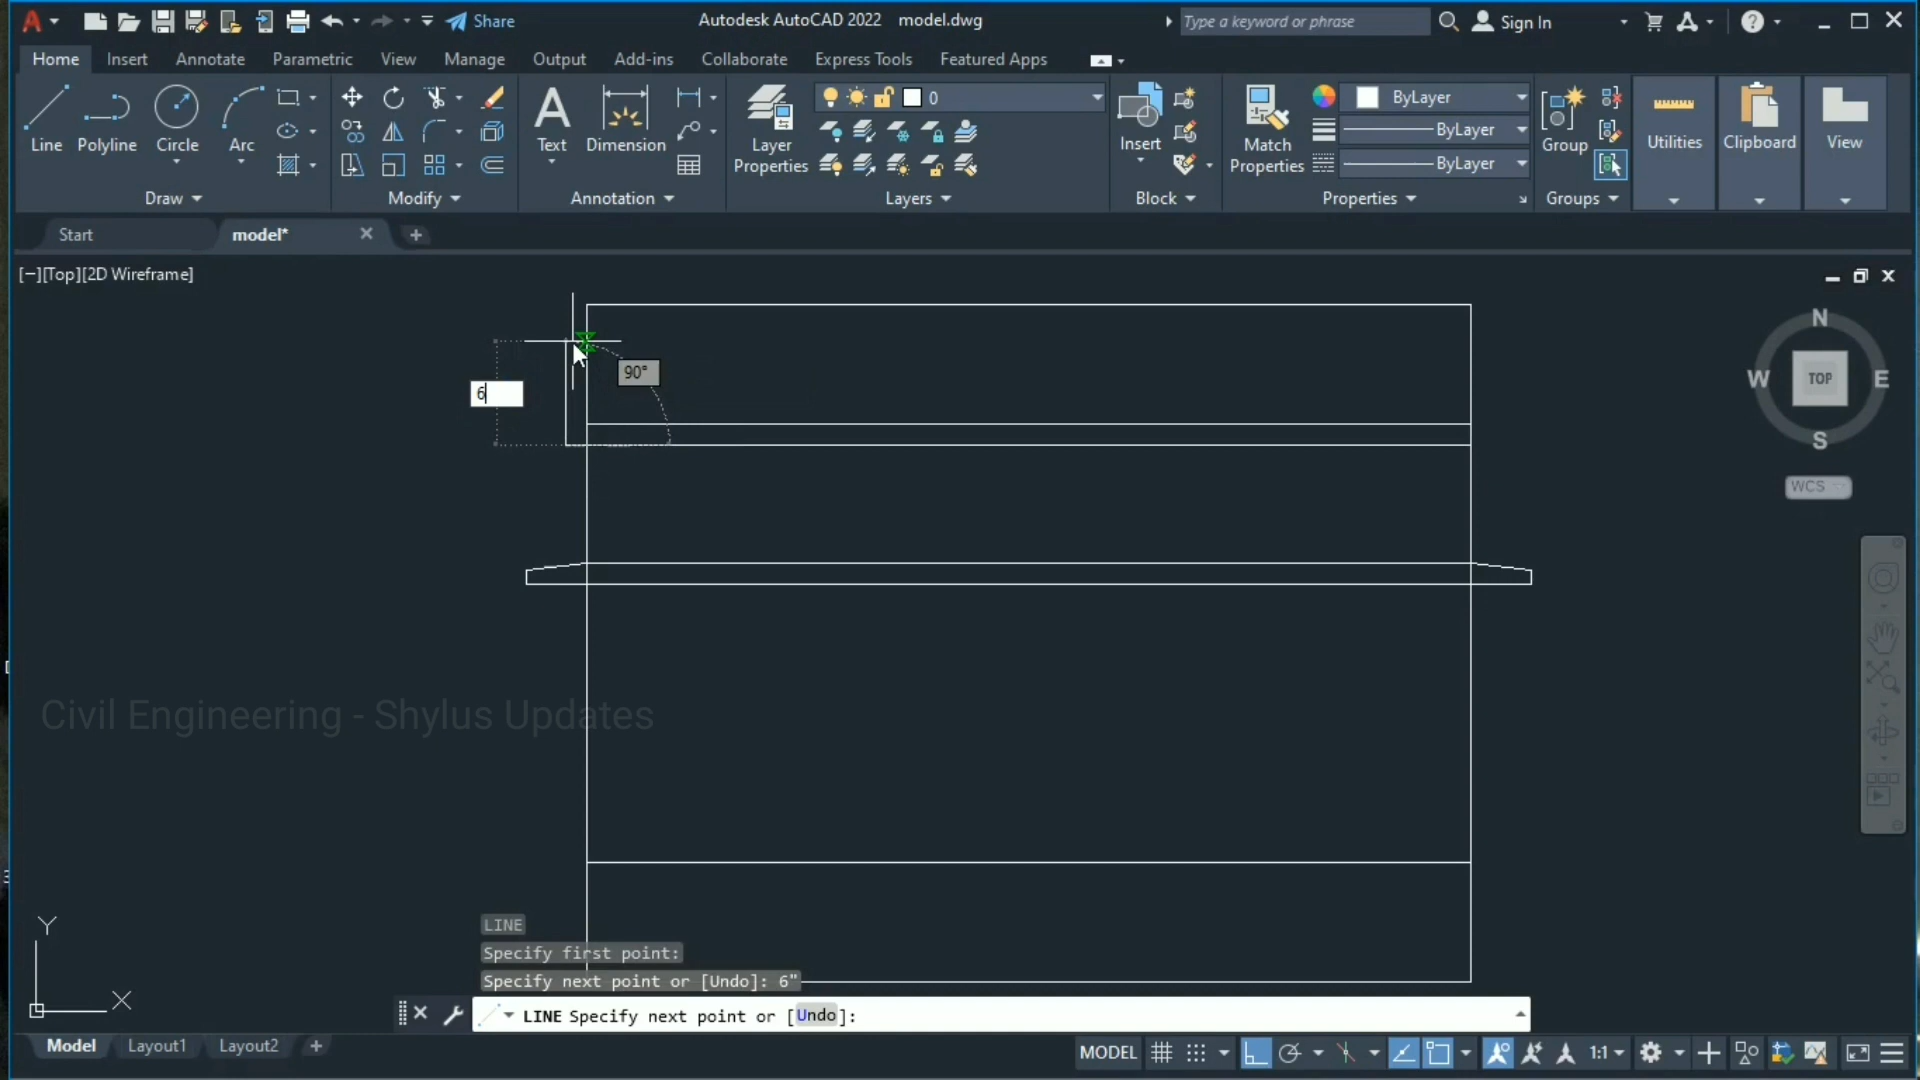 Share
Autodesk AutoCAD 2022 model.dwg
Type a keyword or phrase
Sign In
Home Insert Annotate Parametric View Manage Output Add-ins Collaborate Express Tools Featured Apps
Line Polyline Circle Arc
Text Dimension
Layer Properties
0
Insert
Match Properties
ByLayer
ByLayer
ByLayer
Group
Utilities Clipboard View
Draw Modify Annotation Layers Block Properties Groups
Start model*
[−][Top][2D Wireframe]
N
W TOP E
S
WCS
90°
6
Civil Engineering - Shylus Updates
Y
X
LINE
Specify first point:
Specify next point or [Undo]: 6"
LINE Specify next point or [Undo]:
Model Layout1 Layout2
MODEL 1:1